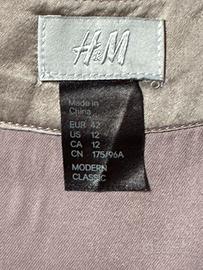 H&M
Made in
China
EUR 42
US 12
CA 12
CN 175/96A
MODERN
CLASSIC